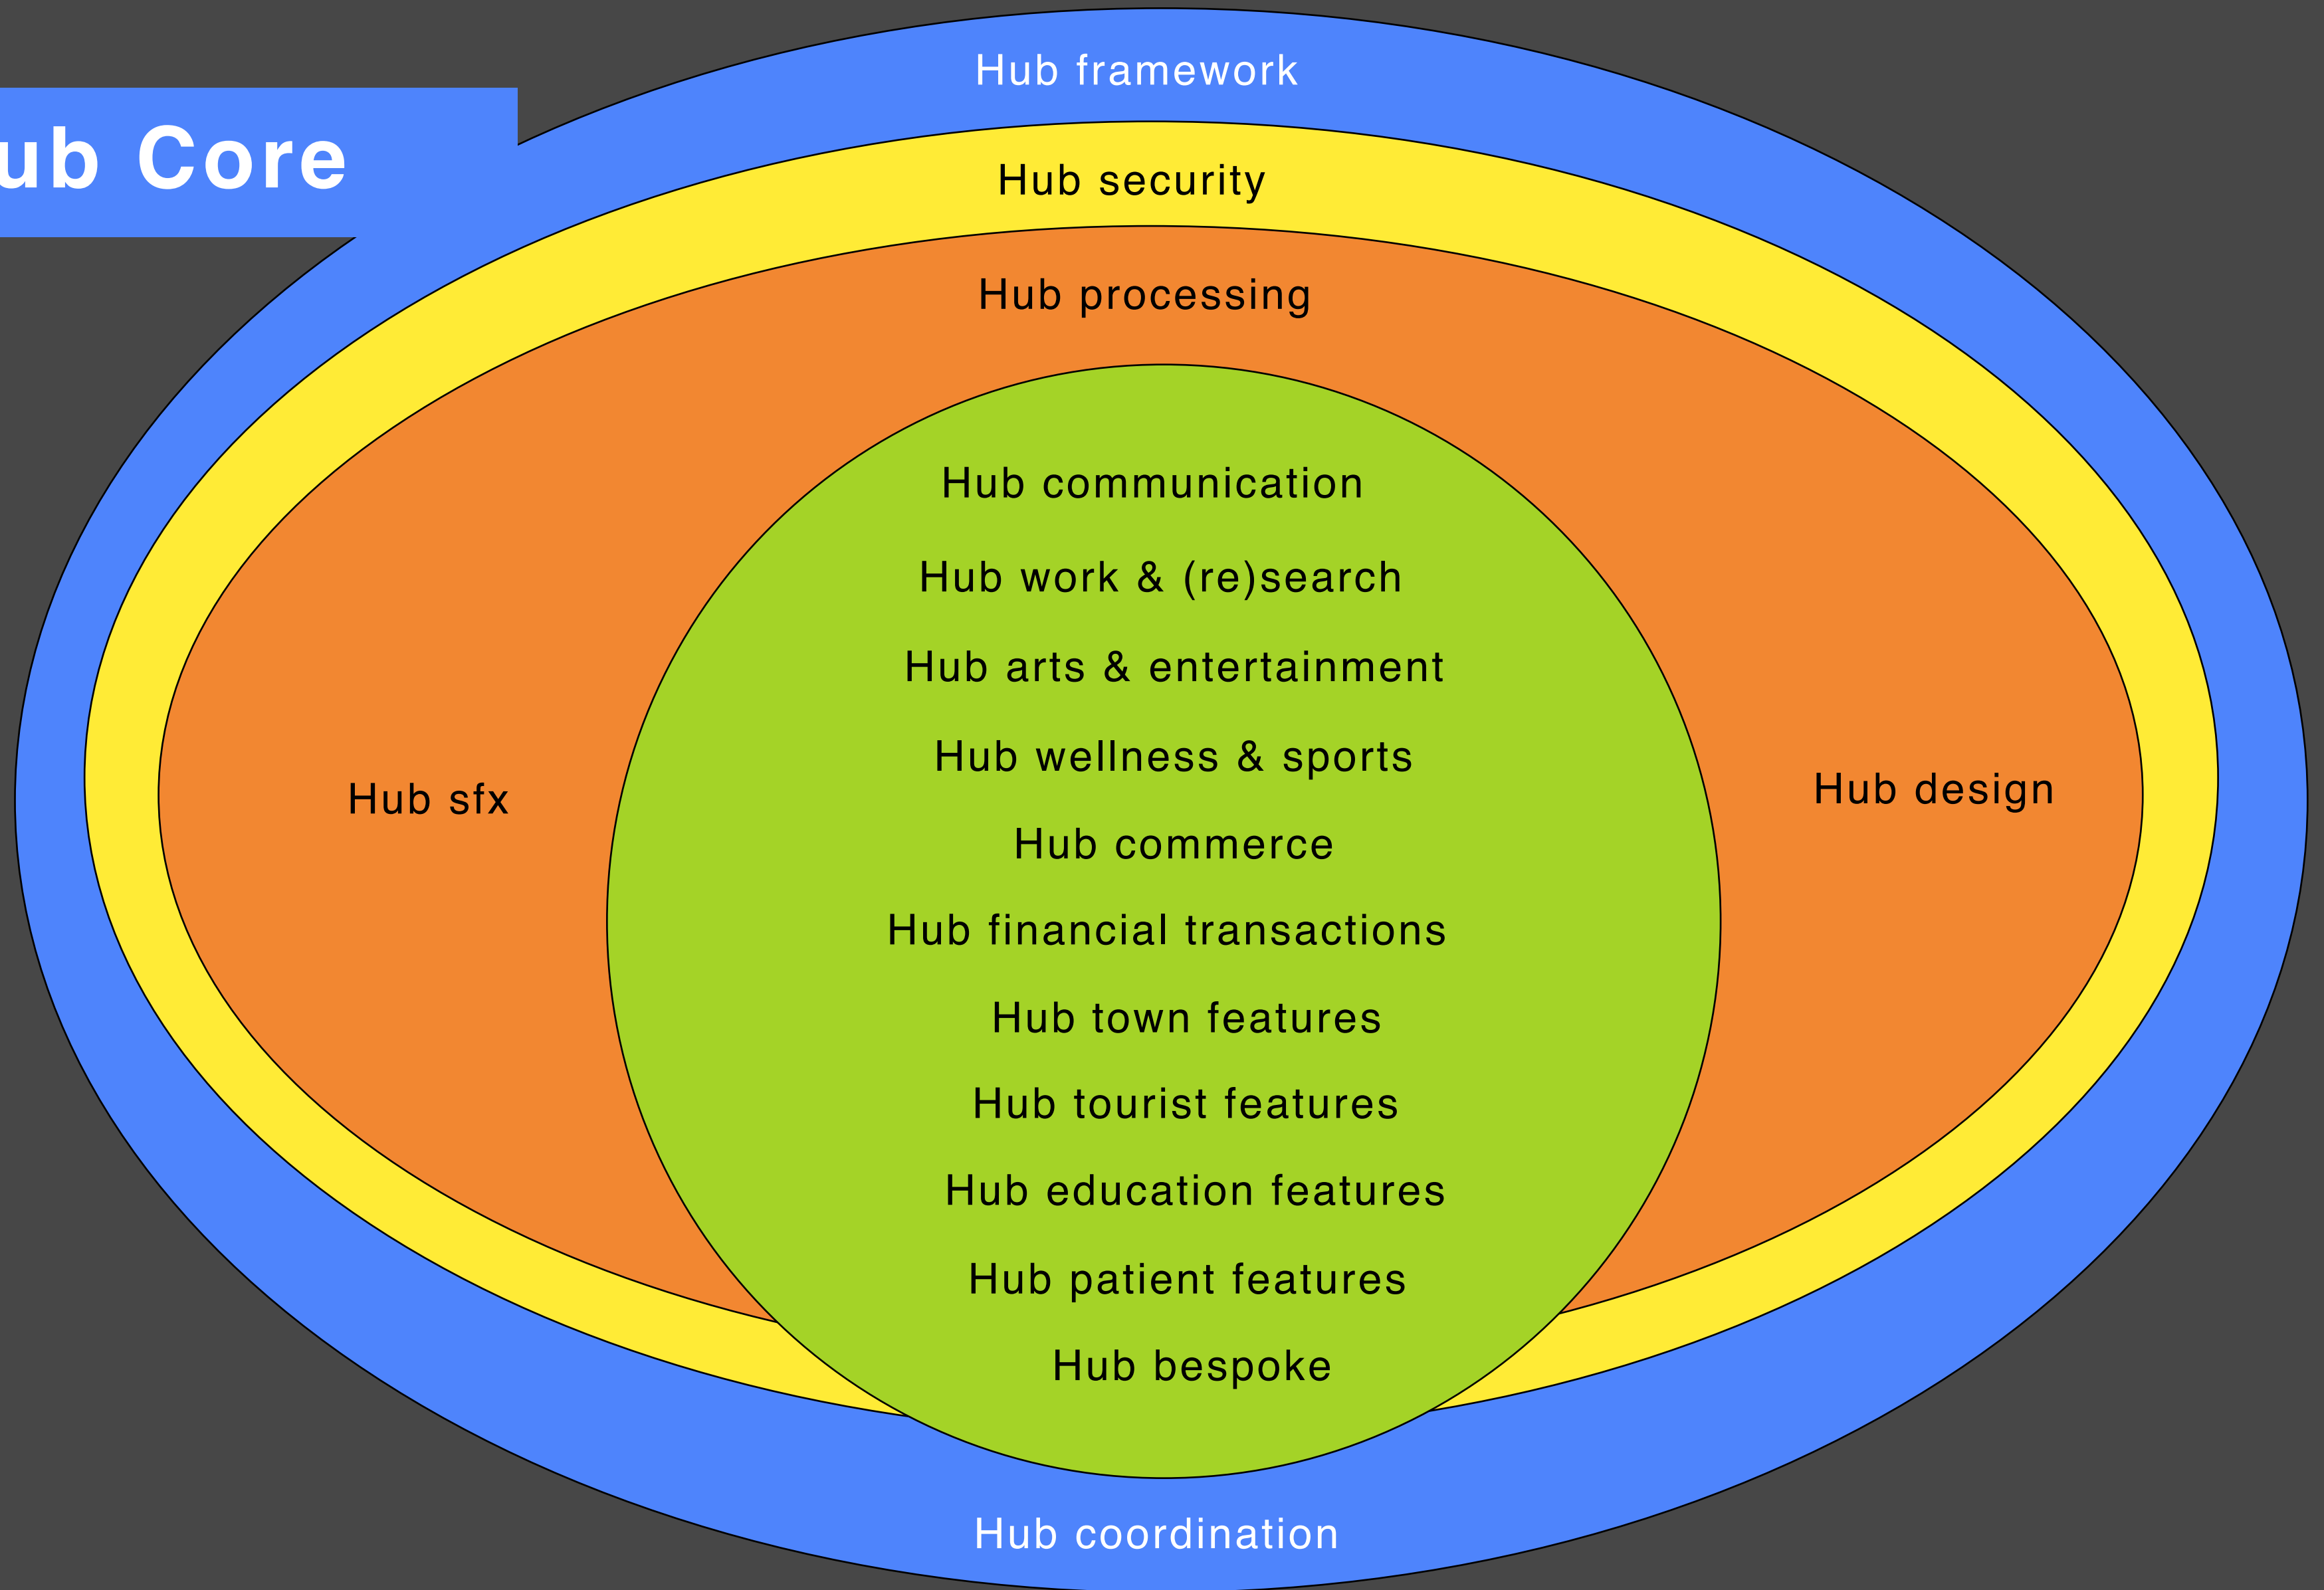 Hub framework
ub Core
Hub security
Hub processing
Hub communication
Hub work & (re)search
Hub arts & entertainment
Hub wellness & sports
Hub sfx
Hub design
Hub commerce
Hub financial transactions
Hub town features
Hub tourist features
Hub education features
Hub patient features
Hub bespoke
Hub coordination